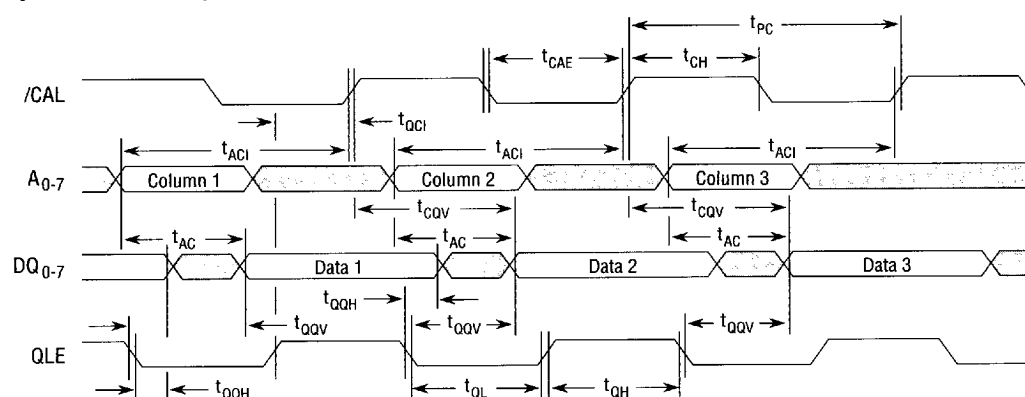 tPC
tCAE
tCH
/CAL
tQCI
tACI
tACI
tACI
A0-7
Column 1
Column 2
Column 3
tCQV
tCQV
tAC
tAC
tAC
DQ0-7
Data 1
Data 2
Data 3
tQQH
tQQV
tQQV
tQQV
QLE
tQQH
tQL
tQH